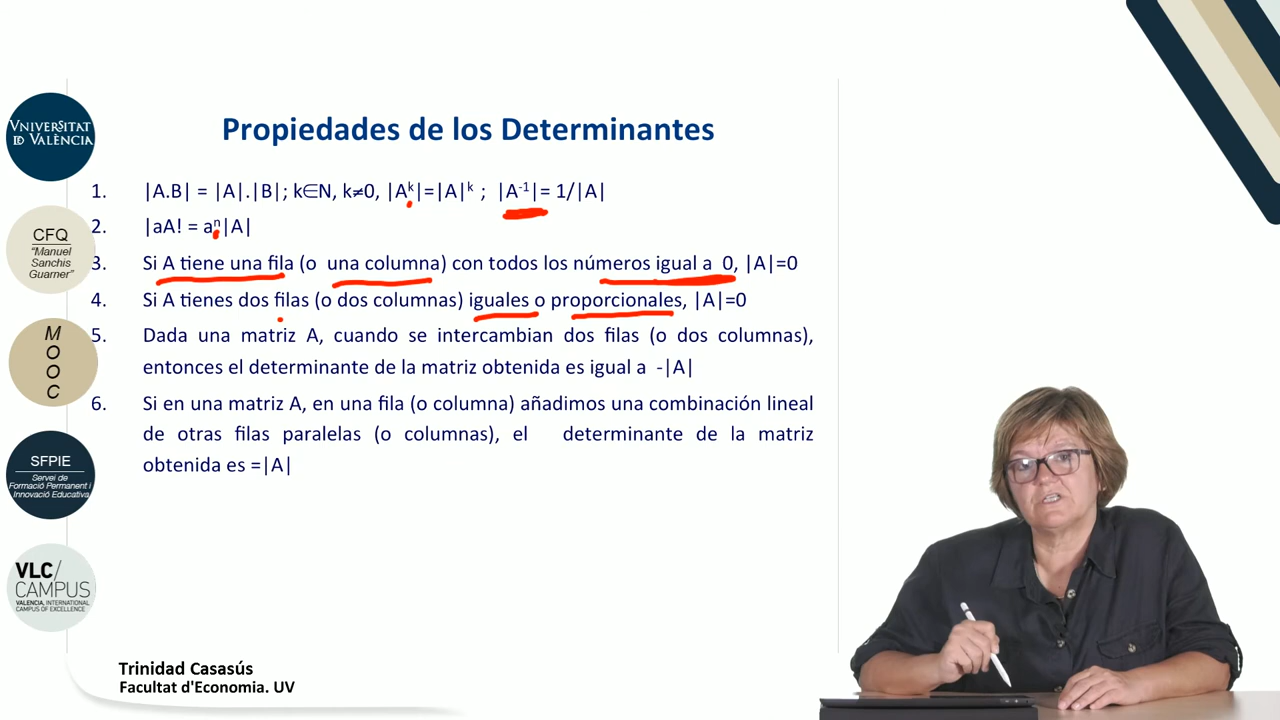 Propiedades de los Determinantes
VNIVERSITAT
ID VALÈNCIA
1. |A.B| = |A|.|B|; k∈N, k≠0, |Aᵏ|=|A|ᵏ ; |A⁻¹|= 1/|A|
2. |aA! = aⁿ|A|
CFQ
"Manuel
Sanchis
Guarner"
3. Si A tiene una fila (o una columna) con todos los números igual a 0, |A|=0
4. Si A tienes dos filas (o dos columnas) iguales o proporcionales, |A|=0
M
O
O
C
5. Dada una matriz A, cuando se intercambian dos filas (o dos columnas),
entonces el determinante de la matriz obtenida es igual a -|A|
6. Si en una matriz A, en una fila (o columna) añadimos una combinación lineal
de otras filas paralelas (o columnas), el determinante de la matriz
obtenida es =|A|
SFPIE
Servei de
Formació Permanent i
Innovació Educativa
VLC/
CAMPUS
VALENCIA, INTERNATIONAL
CAMPUS OF EXCELLENCE
Trinidad Casasús
Facultat d'Economia. UV